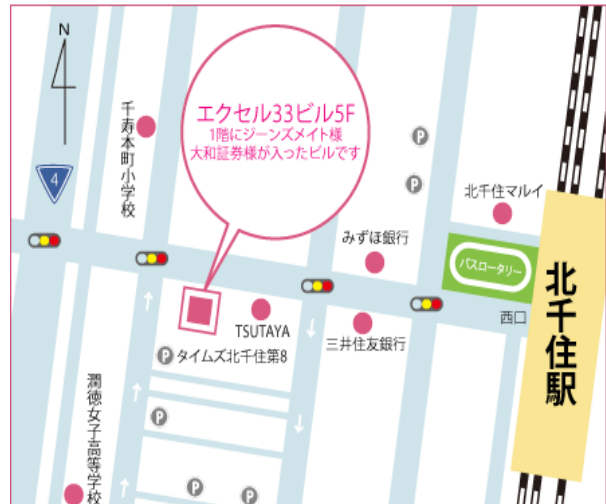 N
4
千寿本町小学校
エクセル33ビル5F
1階にジーンズメイト様
大和証券様が入ったビルです
P
P
北千住マルイ
みずほ銀行
バスロータリー
北千住駅
西口
TSUTAYA
三井住友銀行
P タイムズ北千住第8
潤徳女子高等学校
P
P
P